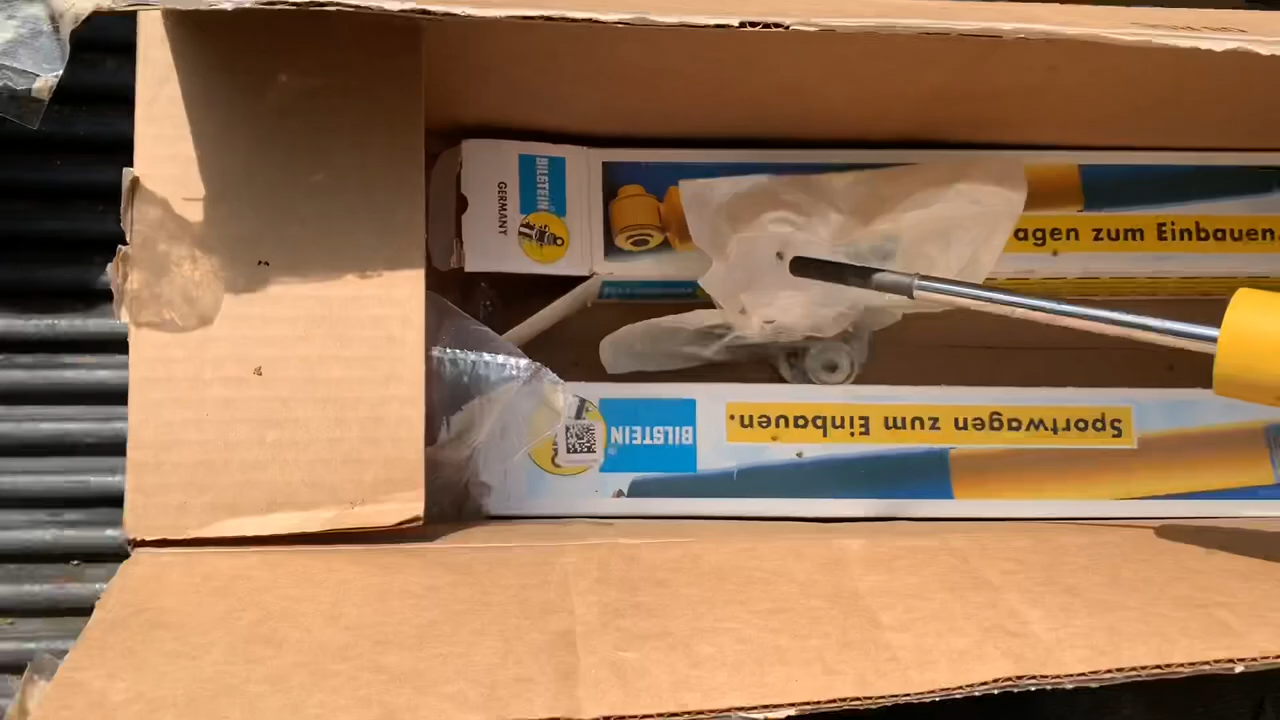 BILSTEIN
GERMANY
agen zum Einbauen.
BILSTEIN
Sportwagen zum Einbauen.